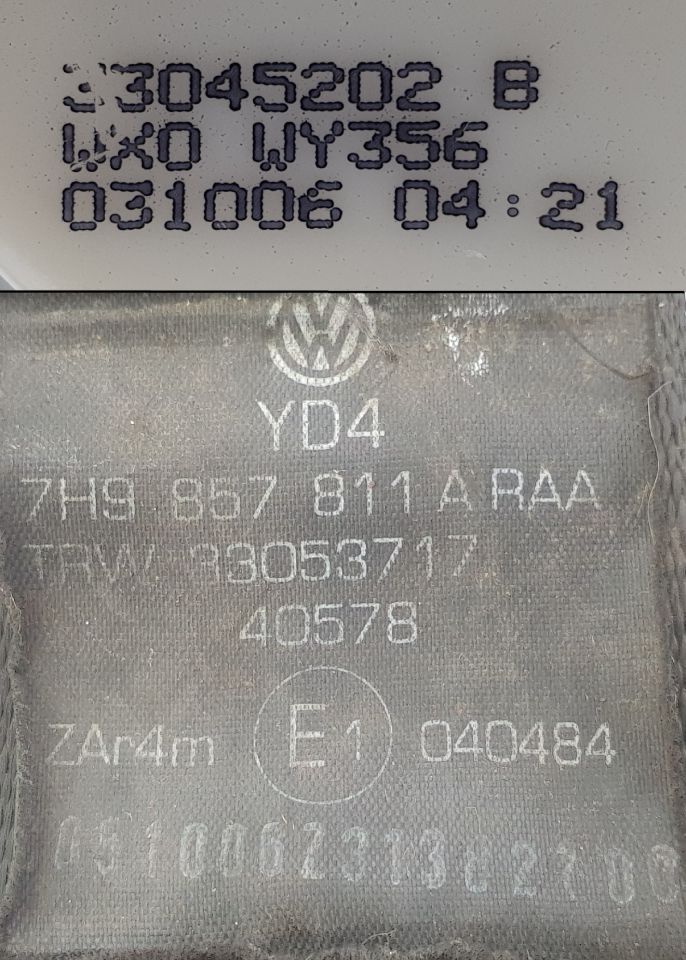 33045202 B
WX0 WY356
031006 04:21
YD4
7H9 857 811 A RAA
TRW 33053717
40578
ZAr4m E1 040484